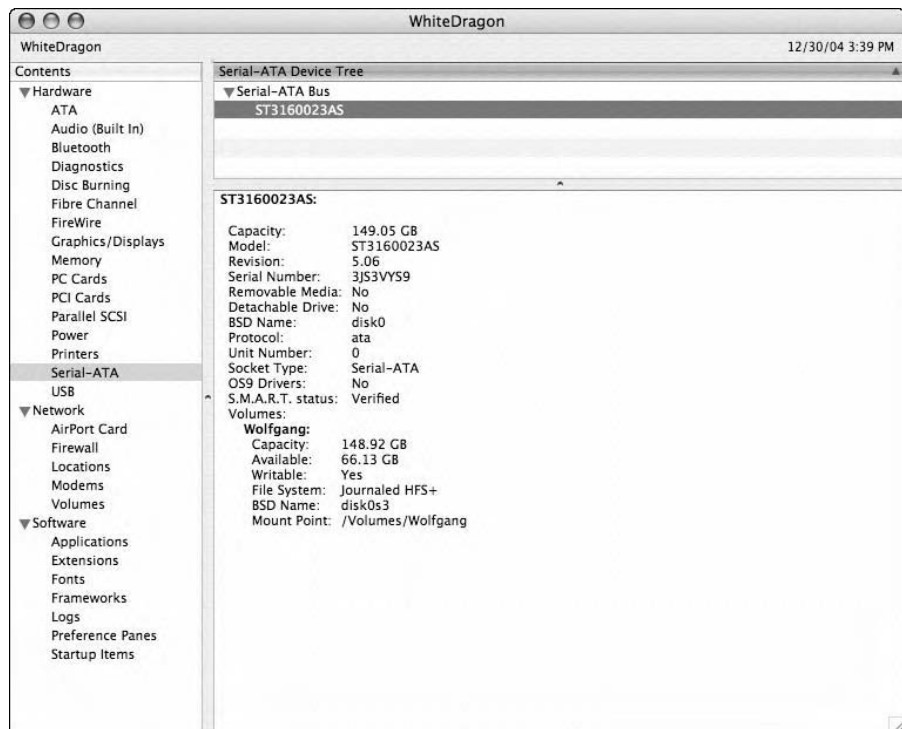 WhiteDragon
WhiteDragon 12/30/04 3:39 PM
Contents
Hardware
ATA
Audio (Built In)
Bluetooth
Diagnostics
Disc Burning
Fibre Channel
FireWire
Graphics/Displays
Memory
PC Cards
PCI Cards
Parallel SCSI
Power
Printers
Serial-ATA
USB
Network
AirPort Card
Firewall
Locations
Modems
Volumes
Software
Applications
Extensions
Fonts
Frameworks
Logs
Preference Panes
Startup Items
Serial-ATA Device Tree
Serial-ATA Bus
ST3160023AS
ST3160023AS:
Capacity: 149.05 GB
Model: ST3160023AS
Revision: 5.06
Serial Number: 3JS3VYS9
Removable Media: No
Detachable Drive: No
BSD Name: disk0
Protocol: ata
Unit Number: 0
Socket Type: Serial-ATA
OS9 Drivers: No
S.M.A.R.T. status: Verified
Volumes:
Wolfgang:
Capacity: 148.92 GB
Available: 66.13 GB
Writable: Yes
File System: Journaled HFS+
BSD Name: disk0s3
Mount Point: /Volumes/Wolfgang